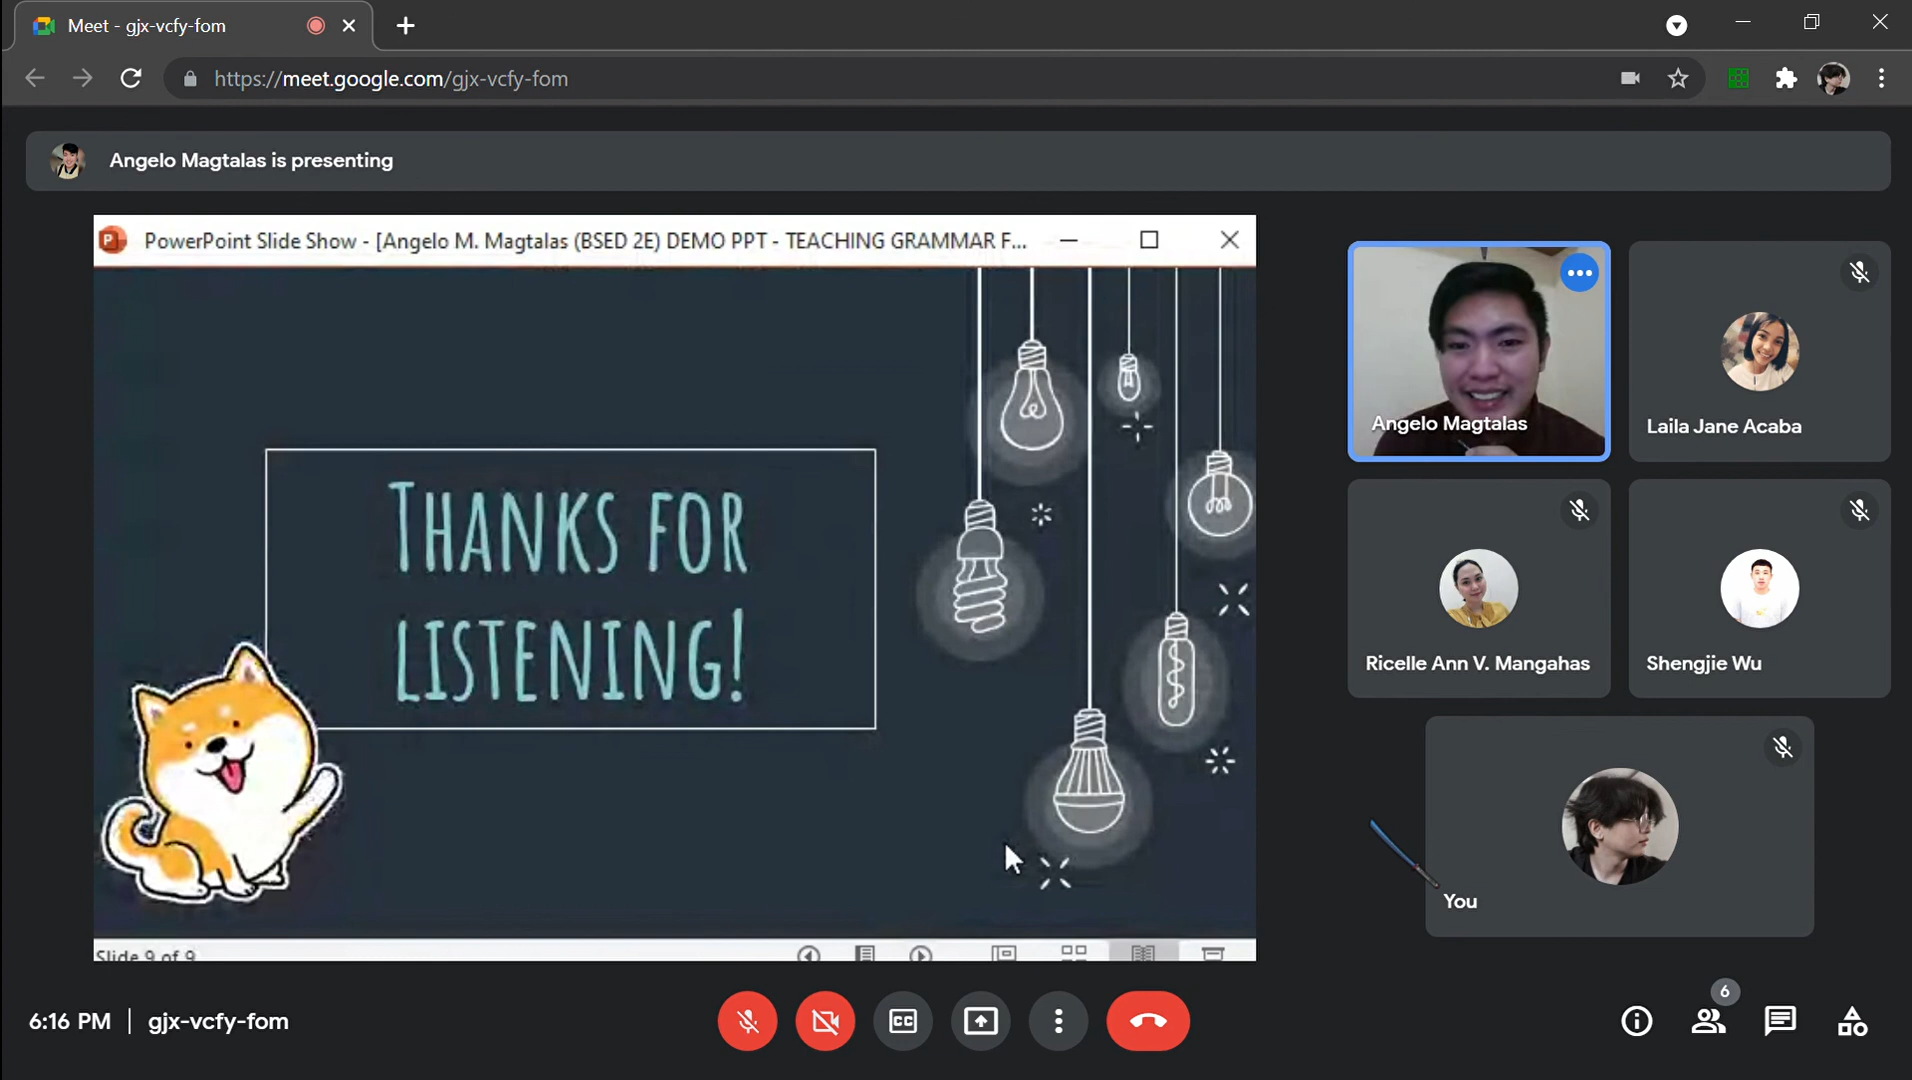 Meet - gjx-vcfy-fom
https://meet.google.com/gjx-vcfy-fom
Angelo Magtalas is presenting
PowerPoint Slide Show - [Angelo M. Magtalas (BSED 2E) DEMO PPT - TEACHING GRAMMAR F...
THANKS FOR
LISTENING!
Slide 9 of 9
Angelo Magtalas
Laila Jane Acaba
Ricelle Ann V. Mangahas
Shengjie Wu
You
6:16 PM | gjx-vcfy-fom
CC
6